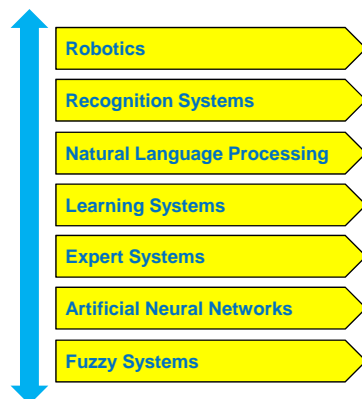 Robotics
Recognition Systems
Natural Language Processing
Learning Systems
Expert Systems
Artificial Neural Networks
Fuzzy Systems